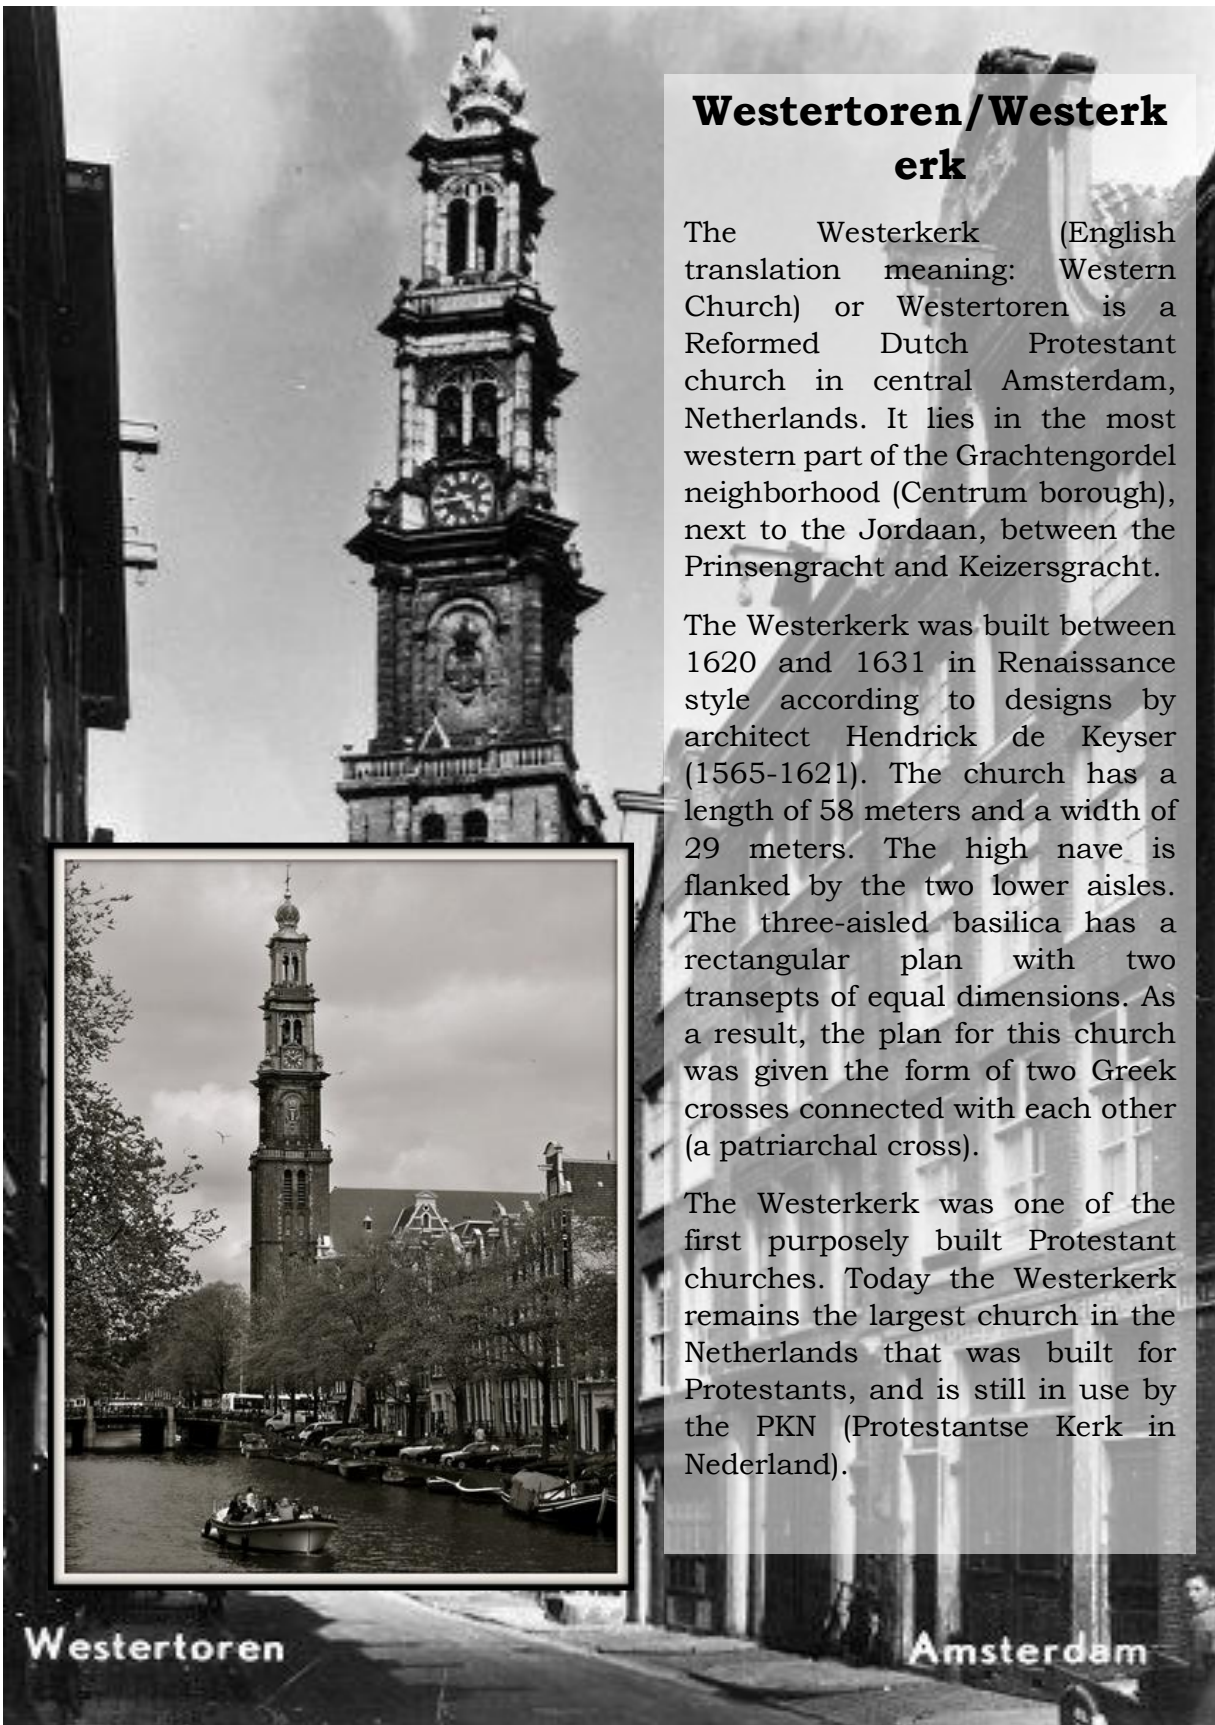 Westertoren/Westerk
erk
The Westerkerk (English
translation meaning: Western
Church) or Westertoren is a
Reformed Dutch Protestant
church in central Amsterdam,
Netherlands. It lies in the most
western part of the Grachtengordel
neighborhood (Centrum borough),
next to the Jordaan, between the
Prinsengracht and Keizersgracht.
The Westerkerk was built between
1620 and 1631 in Renaissance
style according to designs by
architect Hendrick de Keyser
(1565-1621). The church has a
length of 58 meters and a width of
29 meters. The high nave is
flanked by the two lower aisles.
The three-aisled basilica has a
rectangular plan with two
transepts of equal dimensions. As
a result, the plan for this church
was given the form of two Greek
crosses connected with each other
(a patriarchal cross).
The Westerkerk was one of the
first purposely built Protestant
churches. Today the Westerkerk
remains the largest church in the
Netherlands that was built for
Protestants, and is still in use by
the PKN (Protestantse Kerk in
Nederland).
Westertoren
Amsterdam